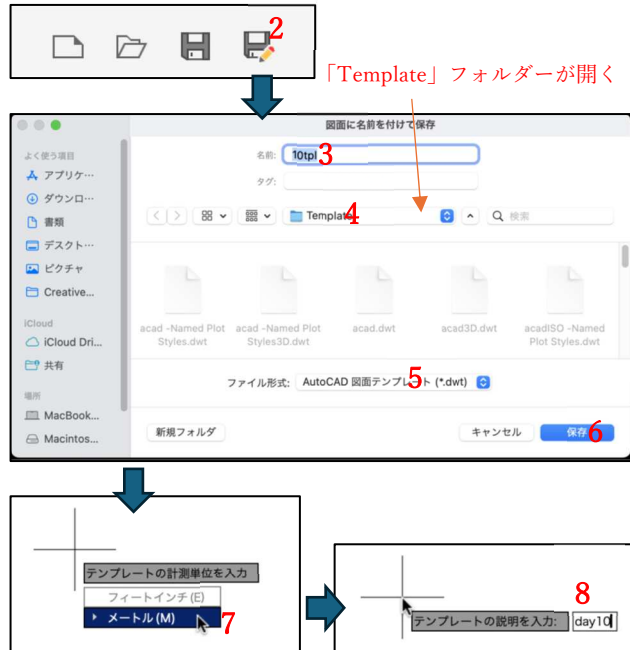 2
「Template」フォルダーが開く
図面に名前を付けて保存
よく使う項目
アプリケ…
ダウンロ…
書類
デスクト…
ピクチャ
Creative...
iCloud
iCloud Dri...
共有
場所
MacBook...
Macintos...
名前: 10tpl 3
タグ:
Template 4 検索
acad -Named Plot Styles.dwt
acad -Named Plot Styles3D.dwt
acad.dwt
acad3D.dwt
acadISO -Named Plot Styles.dwt
ファイル形式: AutoCAD 図面テンプレート (*.dwt) 5
新規フォルダ キャンセル 保存 6
テンプレートの計測単位を入力
フィートインチ(E)
メートル(M) 7
8
テンプレートの説明を入力: day10